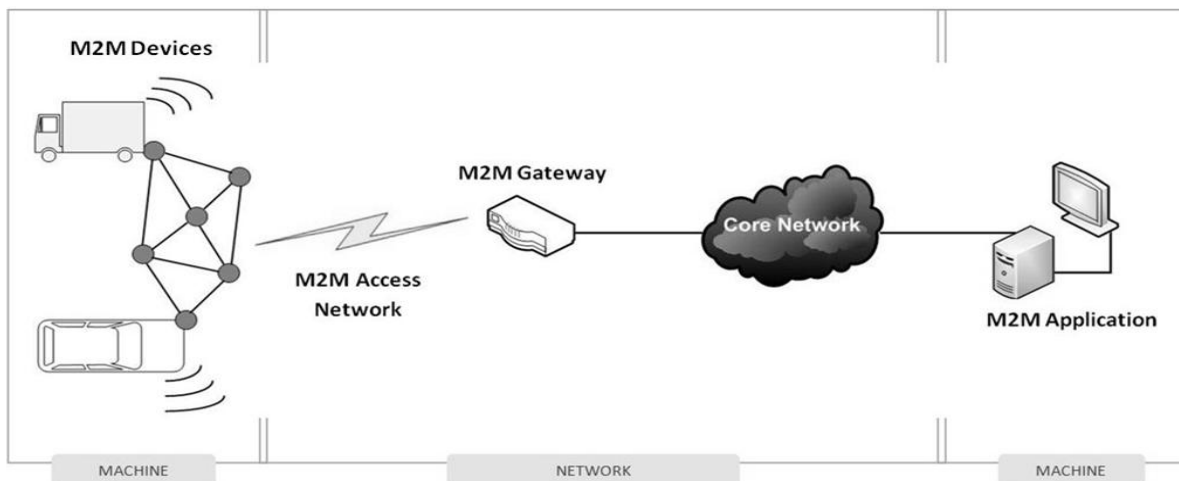 M2M Devices
M2M Gateway
Core Network
M2M Access
Network
M2M Application
MACHINE
NETWORK
MACHINE